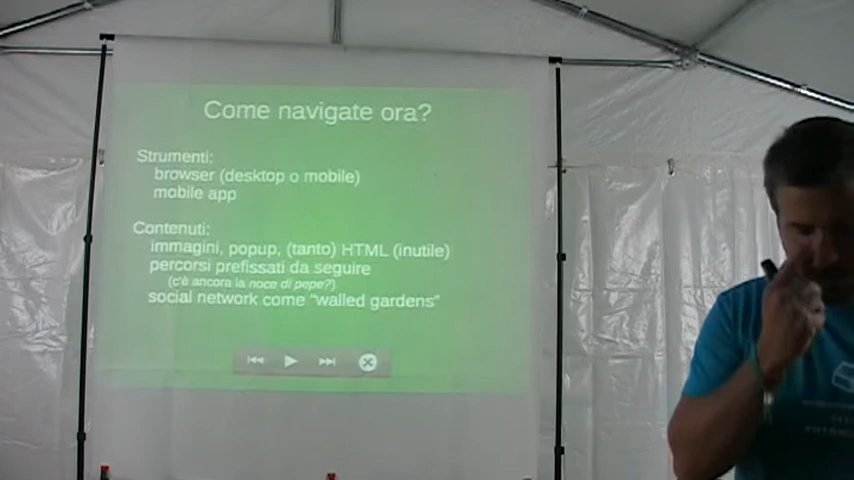 Come navigate ora?
Strumenti:
browser (desktop o mobile)
mobile app
Contenuti:
immagini, popup, (tanto) HTML (inutile)
percorsi prefissati da seguire
(c'è ancora la noce di pepe?)
social network come "walled gardens"